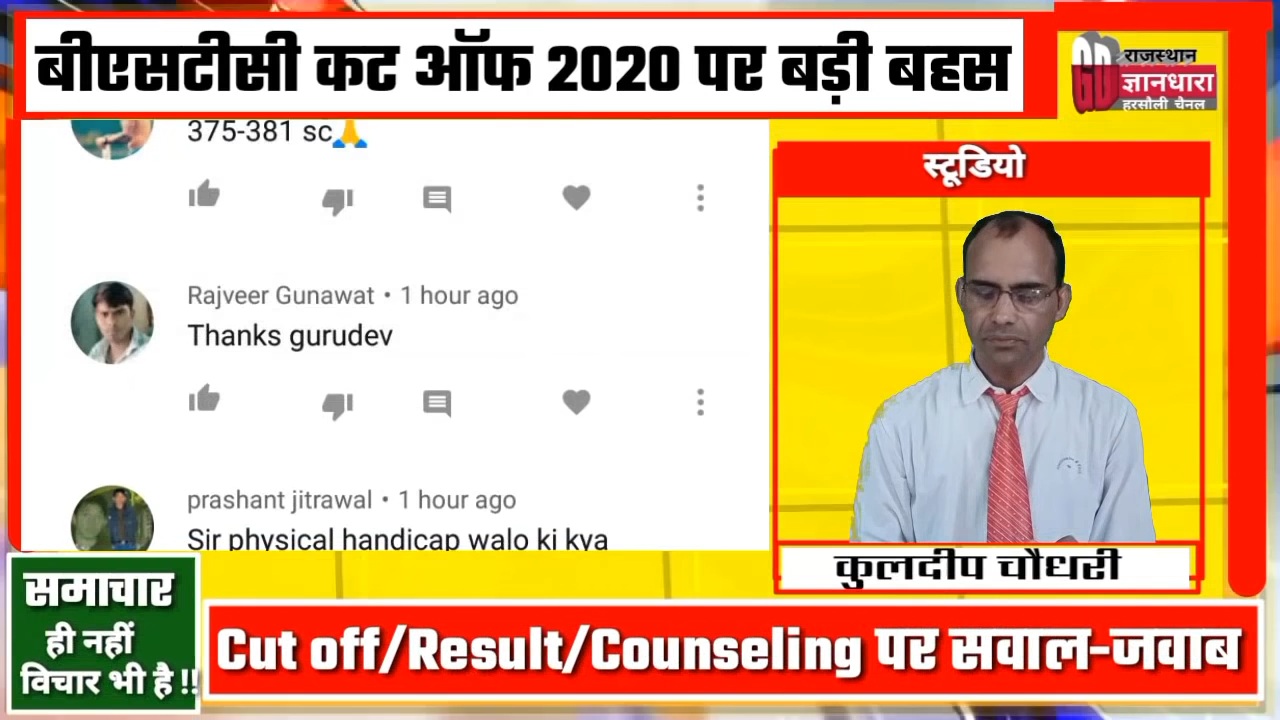 बीएसटीसी कट ऑफ 2020 पर बड़ी बहस
GD
राजस्थान
ज्ञानधारा
हरसौली चैनल
375-381 sc🙏
स्टूडियो
Rajveer Gunawat • 1 hour ago
Thanks gurudev
prashant jitrawal • 1 hour ago
Sir physical handicap walo ki kya
कुलदीप चौधरी
समाचार
ही नहीं
विचार भी है !!
Cut off/Result/Counseling पर सवाल-जवाब